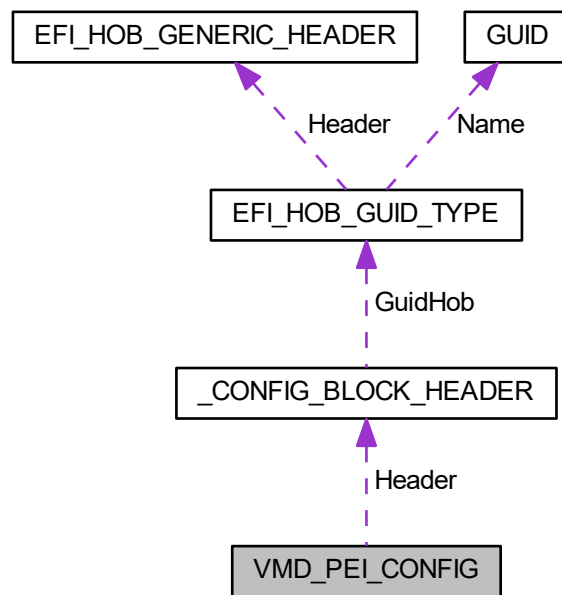 EFI_HOB_GENERIC_HEADER
GUID
Header
Name
EFI_HOB_GUID_TYPE
GuidHob
_CONFIG_BLOCK_HEADER
Header
VMD_PEI_CONFIG